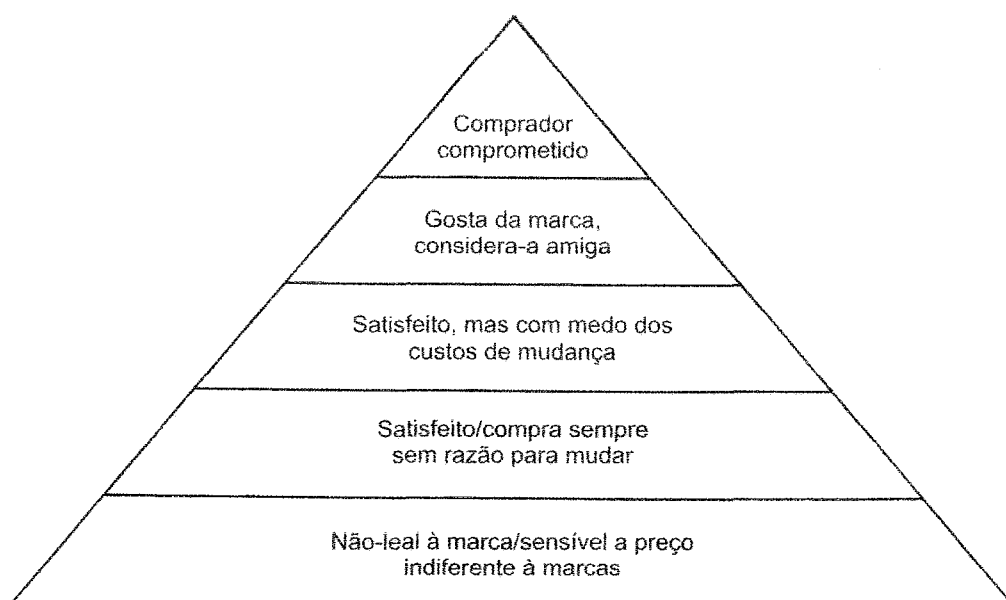 Comprador
comprometido
Gosta da marca,
considera-a amiga
Satisfeito, mas com medo dos
custos de mudança
Satisfeito/compra sempre
sem razão para mudar
Não-leal à marca/sensível a preço
indiferente à marcas